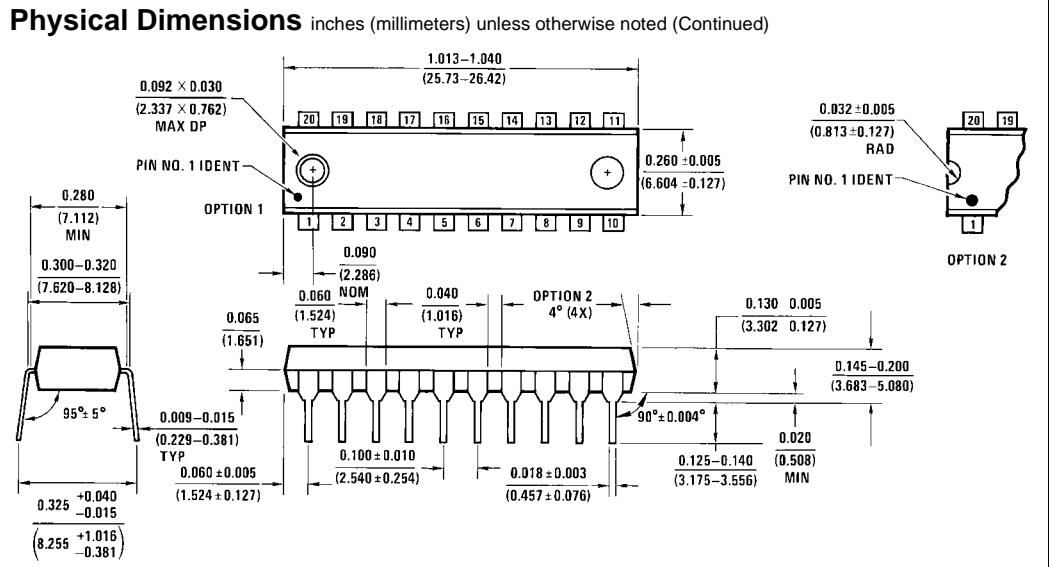 Physical Dimensions inches (millimeters) unless otherwise noted (Continued)
1.013–1.040
(25.73–26.42)
0.092 × 0.030
(2.337 × 0.762)
MAX DP
PIN NO. 1 IDENT
OPTION 1
20 19 18 17 16 15 14 13 12 11
1 2 3 4 5 6 7 8 9 10
0.260 ±0.005
(6.604 ±0.127)
0.032 ±0.005
(0.813 ±0.127)
RAD
PIN NO. 1 IDENT
20 19
1
OPTION 2
0.280
(7.112)
MIN
0.300–0.320
(7.620–8.128)
0.090
(2.286)
NOM
0.060
(1.524)
TYP
0.040
(1.016)
TYP
OPTION 2
4° (4X)
0.130 0.005
(3.302 0.127)
0.065
(1.651)
0.145–0.200
(3.683–5.080)
95° ± 5°
0.009–0.015
(0.229–0.381)
TYP
90° ± 0.004°
0.020
(0.508)
MIN
0.125–0.140
(3.175–3.556)
0.100 ± 0.010
(2.540 ± 0.254)
0.018 ± 0.003
(0.457 ± 0.076)
0.060 ± 0.005
(1.524 ± 0.127)
0.325 +0.040
−0.015
(8.255 +1.016
−0.381)